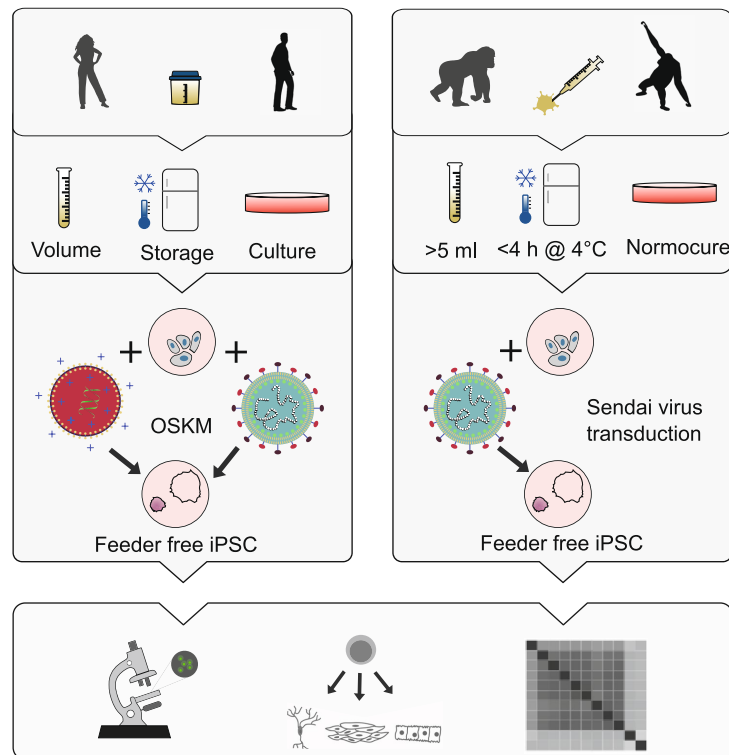 Volume
Storage
Culture
>5 ml
<4 h @ 4°C
Normocure
OSKM
Sendai virus
transduction
Feeder free iPSC
Feeder free iPSC